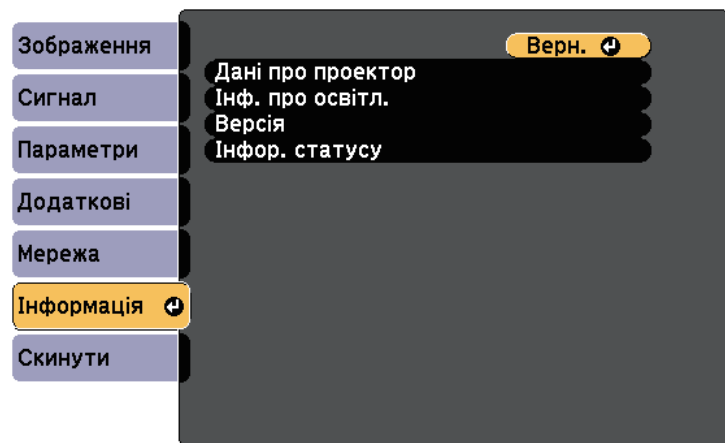 Зображення
Сигнал
Параметри
Додаткові
Мережа
Інформація
Скинути
Верн.
Дані про проектор
Інф. про освітл.
Версія
Інфор. статусу